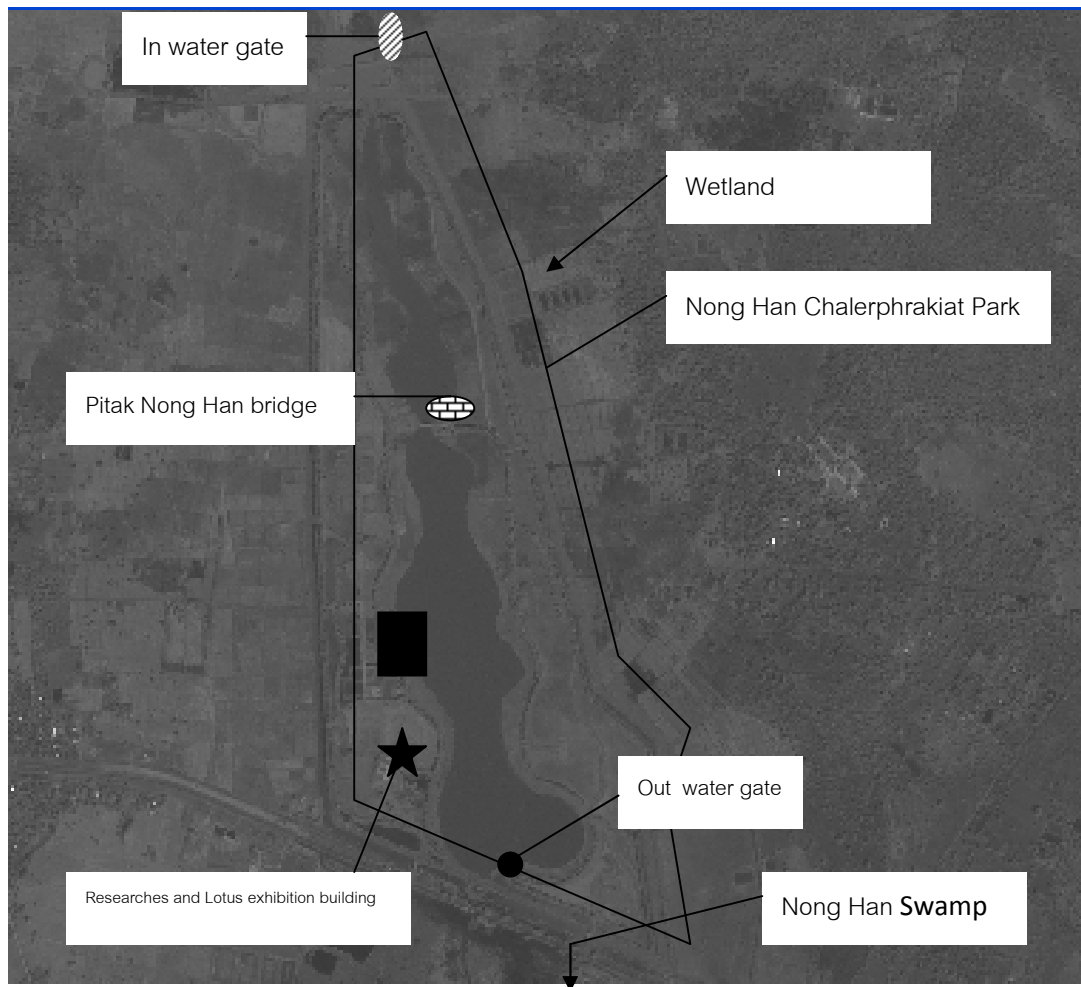 In water gate
Wetland
Nong Han Chalerphrakiat Park
Pitak Nong Han bridge
Out water gate
Researches and Lotus exhibition building
Nong Han Swamp